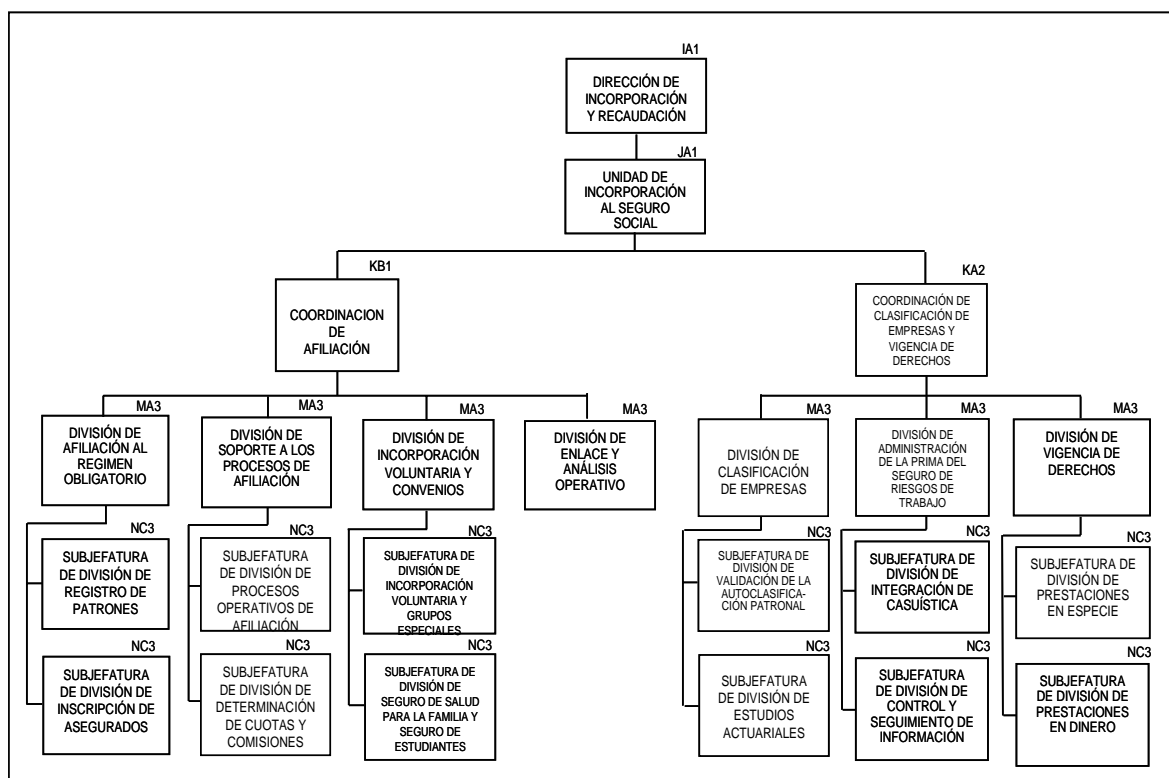 IA1
DIRECCIÓN DE
INCORPORACIÓN
Y RECAUDACIÓN
JA1
UNIDAD DE
INCORPORACIÓN
AL SEGURO
SOCIAL
KB1
COORDINACION
DE
AFILIACIÓN
KA2
COORDINACIÓN DE
CLASIFICACIÓN DE
EMPRESAS Y
VIGENCIA DE
DERECHOS
MA3
DIVISIÓN DE
AFILIACIÓN AL
REGIMEN
OBLIGATORIO
MA3
DIVISIÓN DE
SOPORTE A LOS
PROCESOS DE
AFILIACIÓN
MA3
DIVISIÓN DE
INCORPORACIÓN
VOLUNTARIA Y
CONVENIOS
MA3
DIVISIÓN DE
ENLACE Y
ANÁLISIS
OPERATIVO
MA3
DIVISIÓN DE
CLASIFICACIÓN
DE EMPRESAS
MA3
DIVISIÓN DE
ADMINISTRACIÓN
DE LA PRIMA DEL
SEGURO DE
RIESGOS DE
TRABAJO
MA3
DIVISIÓN DE
VIGENCIA DE
DERECHOS
NC3
SUBJEFATURA
DE DIVISIÓN DE
REGISTRO DE
PATRONES
NC3
SUBJEFATURA
DE DIVISIÓN DE
PROCESOS
OPERATIVOS DE
AFILIACIÓN
NC3
SUBJEFATURA DE
DIVISIÓN DE
INCORPORACIÓN
VOLUNTARIA Y
GRUPOS
ESPECIALES
NC3
SUBJEFATURA DE
DIVISIÓN DE
VALIDACIÓN DE LA
AUTOCLASIFICA-
CIÓN PATRONAL
NC3
SUBJEFATURA DE
DIVISIÓN DE
INTEGRACIÓN DE
CASUÍSTICA
NC3
SUBJEFATURA DE
DIVISIÓN DE
PRESTACIONES
EN ESPECIE
NC3
SUBJEFATURA
DE DIVISIÓN DE
INSCRIPCIÓN DE
ASEGURADOS
NC3
SUBJEFATURA
DE DIVISIÓN DE
DETERMINACIÓN
DE CUOTAS Y
COMISIONES
NC3
SUBJEFATURA DE
DIVISIÓN DE
SEGURO DE SALUD
PARA LA FAMILIA Y
SEGURO DE
ESTUDIANTES
NC3
SUBJEFATURA
DE DIVISIÓN DE
ESTUDIOS
ACTUARIALES
NC3
SUBJEFATURA
DE DIVISIÓN DE
CONTROL Y
SEGUIMIENTO DE
INFORMACIÓN
NC3
SUBJEFATURA
DE DIVISIÓN DE
PRESTACIONES
EN DINERO